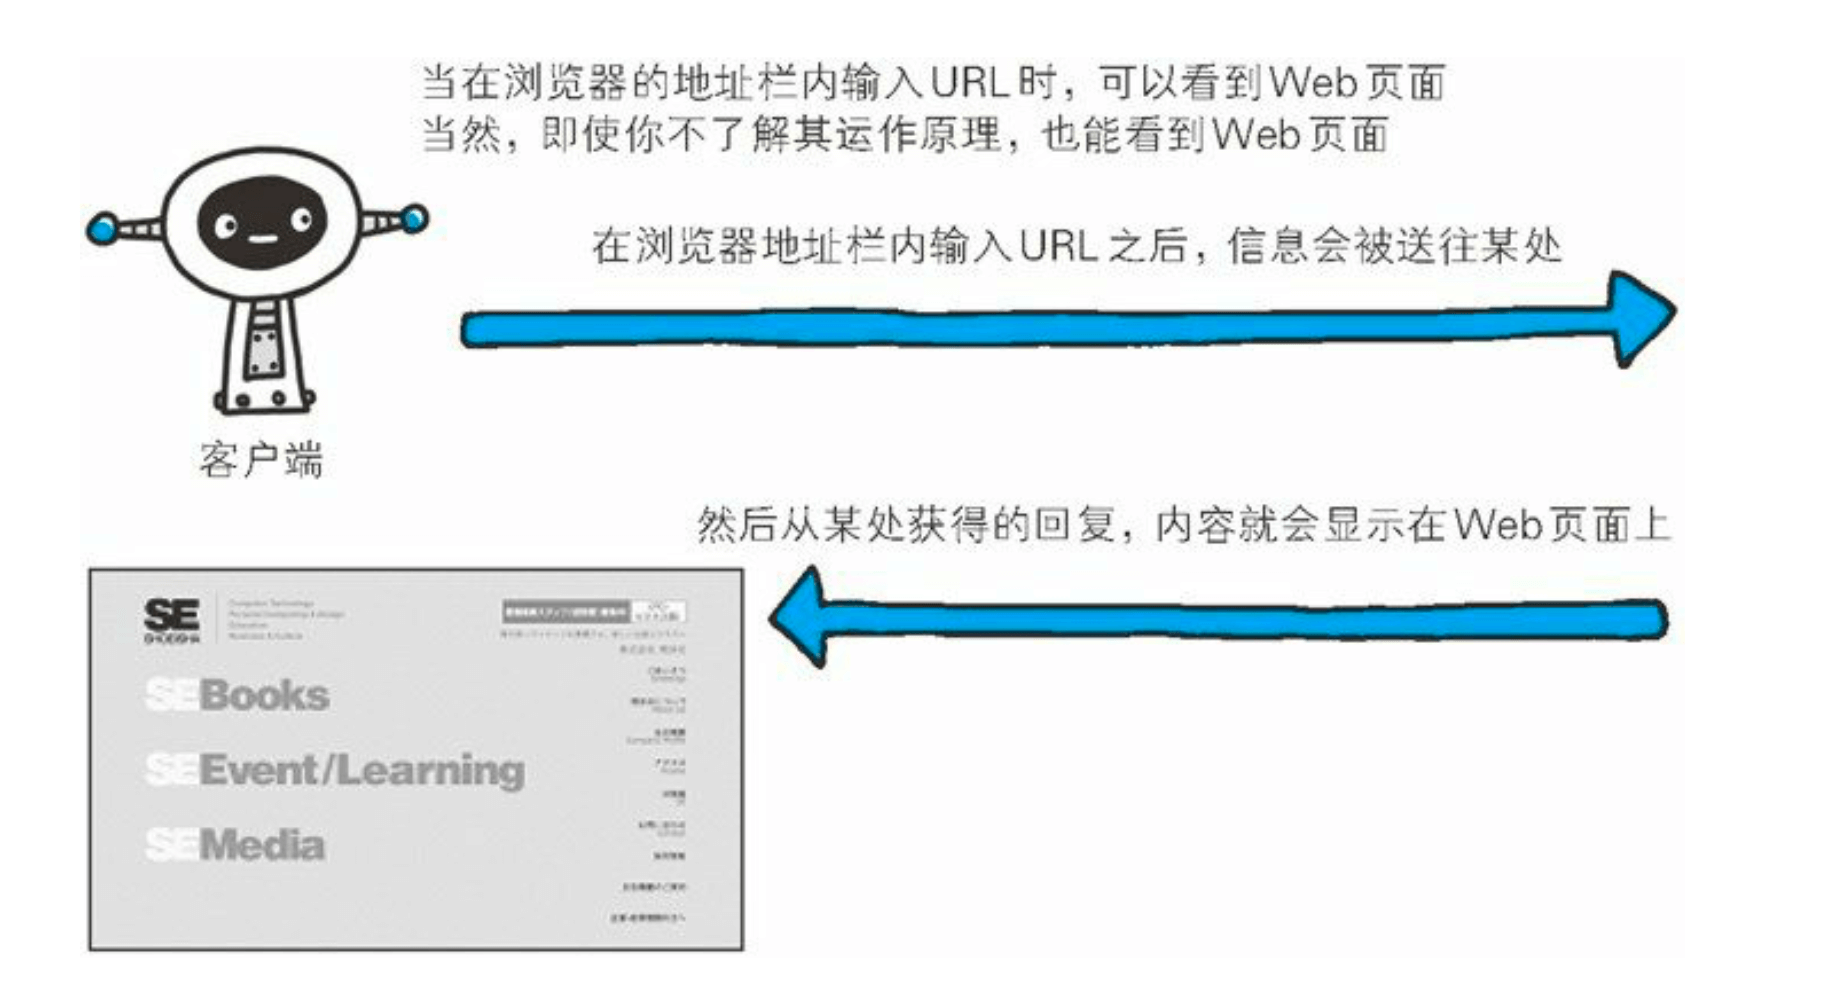 当在浏览器的地址栏内输入URL时，可以看到Web页面
当然，即使你不了解其运作原理，也能看到Web页面
在浏览器地址栏内输入URL之后，信息会被送往某处
客户端
然后从某处获得的回复，内容就会显示在Web页面上
SE
SHOEISHA
SEBooks
SEEvent/Learning
SEMedia